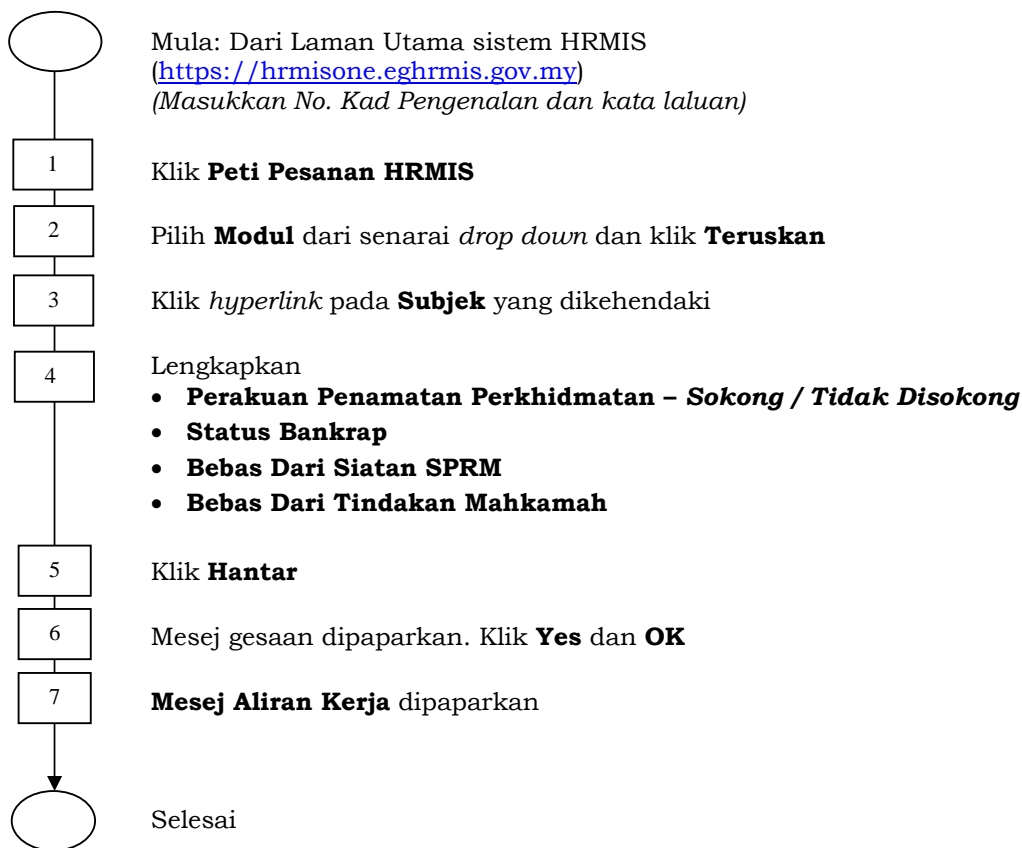 Mula: Dari Laman Utama sistem HRMIS
(https://hrmisone.eghrmis.gov.my)
(Masukkan No. Kad Pengenalan dan kata laluan)
1
Klik Peti Pesanan HRMIS
2
Pilih Modul dari senarai drop down dan klik Teruskan
3
Klik hyperlink pada Subjek yang dikehendaki
4
Lengkapkan
• Perakuan Penamatan Perkhidmatan – Sokong / Tidak Disokong
• Status Bankrap
• Bebas Dari Siatan SPRM
• Bebas Dari Tindakan Mahkamah
5
Klik Hantar
6
Mesej gesaan dipaparkan. Klik Yes dan OK
7
Mesej Aliran Kerja dipaparkan
Selesai